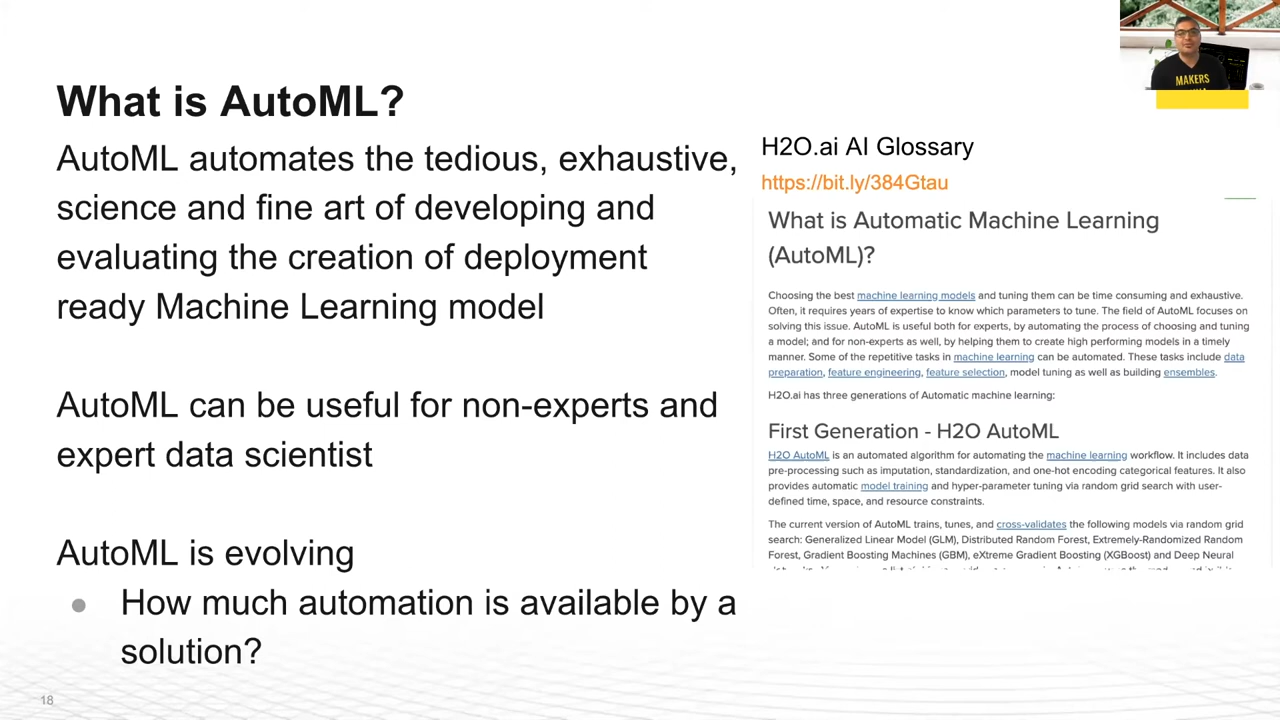 What is AutoML?
AutoML automates the tedious, exhaustive,
science and fine art of developing and
evaluating the creation of deployment
ready Machine Learning model
AutoML can be useful for non-experts and
expert data scientist
AutoML is evolving
How much automation is available by a
solution?
18
MAKERS
H2O.ai AI Glossary
https://bit.ly/384Gtau
What is Automatic Machine Learning
(AutoML)?
Choosing the best machine learning models and tuning them can be time consuming and exhaustive.
Often, it requires years of expertise to know which parameters to tune. The field of AutoML focuses on
solving this issue. AutoML is useful both for experts, by automating the process of choosing and tuning
a model; and for non-experts as well, by helping them to create high performing models in a timely
manner. Some of the repetitive tasks in machine learning can be automated. These tasks include data
preparation, feature engineering, feature selection, model tuning as well as building ensembles.
H2O.ai has three generations of Automatic machine learning:
First Generation - H2O AutoML
H2O AutoML is an automated algorithm for automating the machine learning workflow. It includes data
pre-processing such as imputation, standardization, and one-hot encoding categorical features. It also
provides automatic model training and hyper-parameter tuning via random grid search with user-
defined time, space, and resource constraints.
The current version of AutoML trains, tunes, and cross-validates the following models via random grid
search: Generalized Linear Model (GLM), Distributed Random Forest, Extremely-Randomized Random
Forest, Gradient Boosting Machines (GBM), eXtreme Gradient Boosting (XGBoost) and Deep Neural